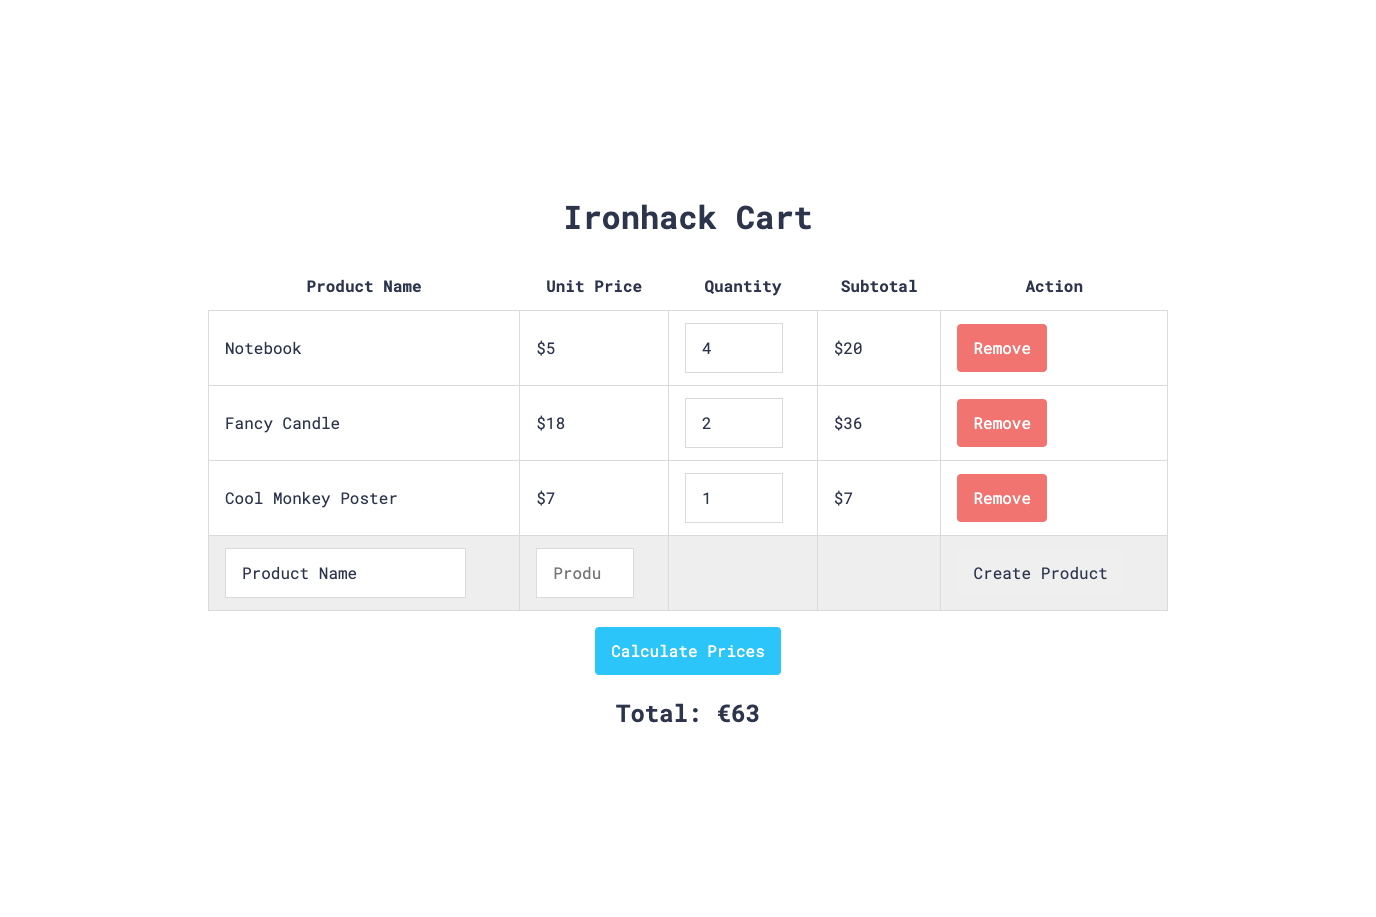 Ironhack Cart
Product Name Unit Price Quantity Subtotal Action
Notebook $5 4 $20 Remove
Fancy Candle $18 2 $36 Remove
Cool Monkey Poster $7 1 $7 Remove
Product Name Produ Create Product
Calculate Prices
Total: €63